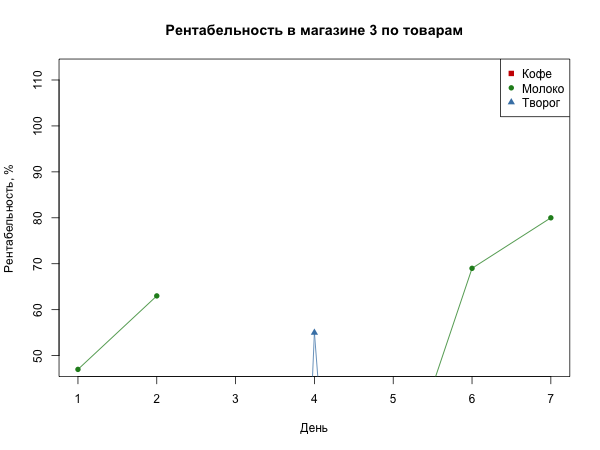 Рентабельность в магазине 3 по товарам
Кофе
Молоко
Творог
Рентабельность, %
110
100
90
80
70
60
50
1 2 3 4 5 6 7
День